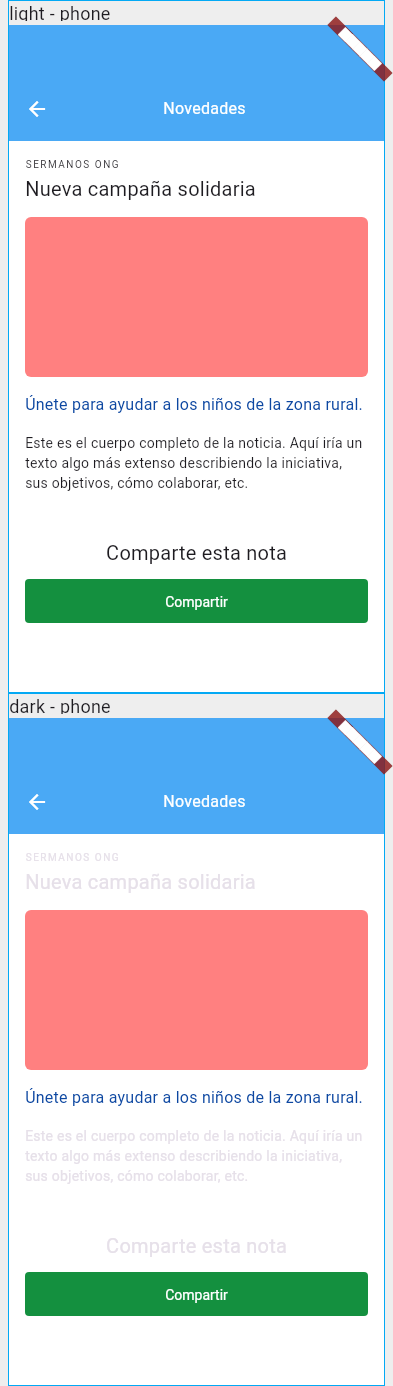 light - phone
Novedades
SERMANOS ONG
Nueva campaña solidaria
Únete para ayudar a los niños de la zona rural.
Este es el cuerpo completo de la noticia. Aquí iría un
texto algo más extenso describiendo la iniciativa,
sus objetivos, cómo colaborar, etc.
Comparte esta nota
Compartir
dark - phone
Novedades
SERMANOS ONG
Nueva campaña solidaria
Únete para ayudar a los niños de la zona rural.
Este es el cuerpo completo de la noticia. Aquí iría un
texto algo más extenso describiendo la iniciativa,
sus objetivos, cómo colaborar, etc.
Comparte esta nota
Compartir